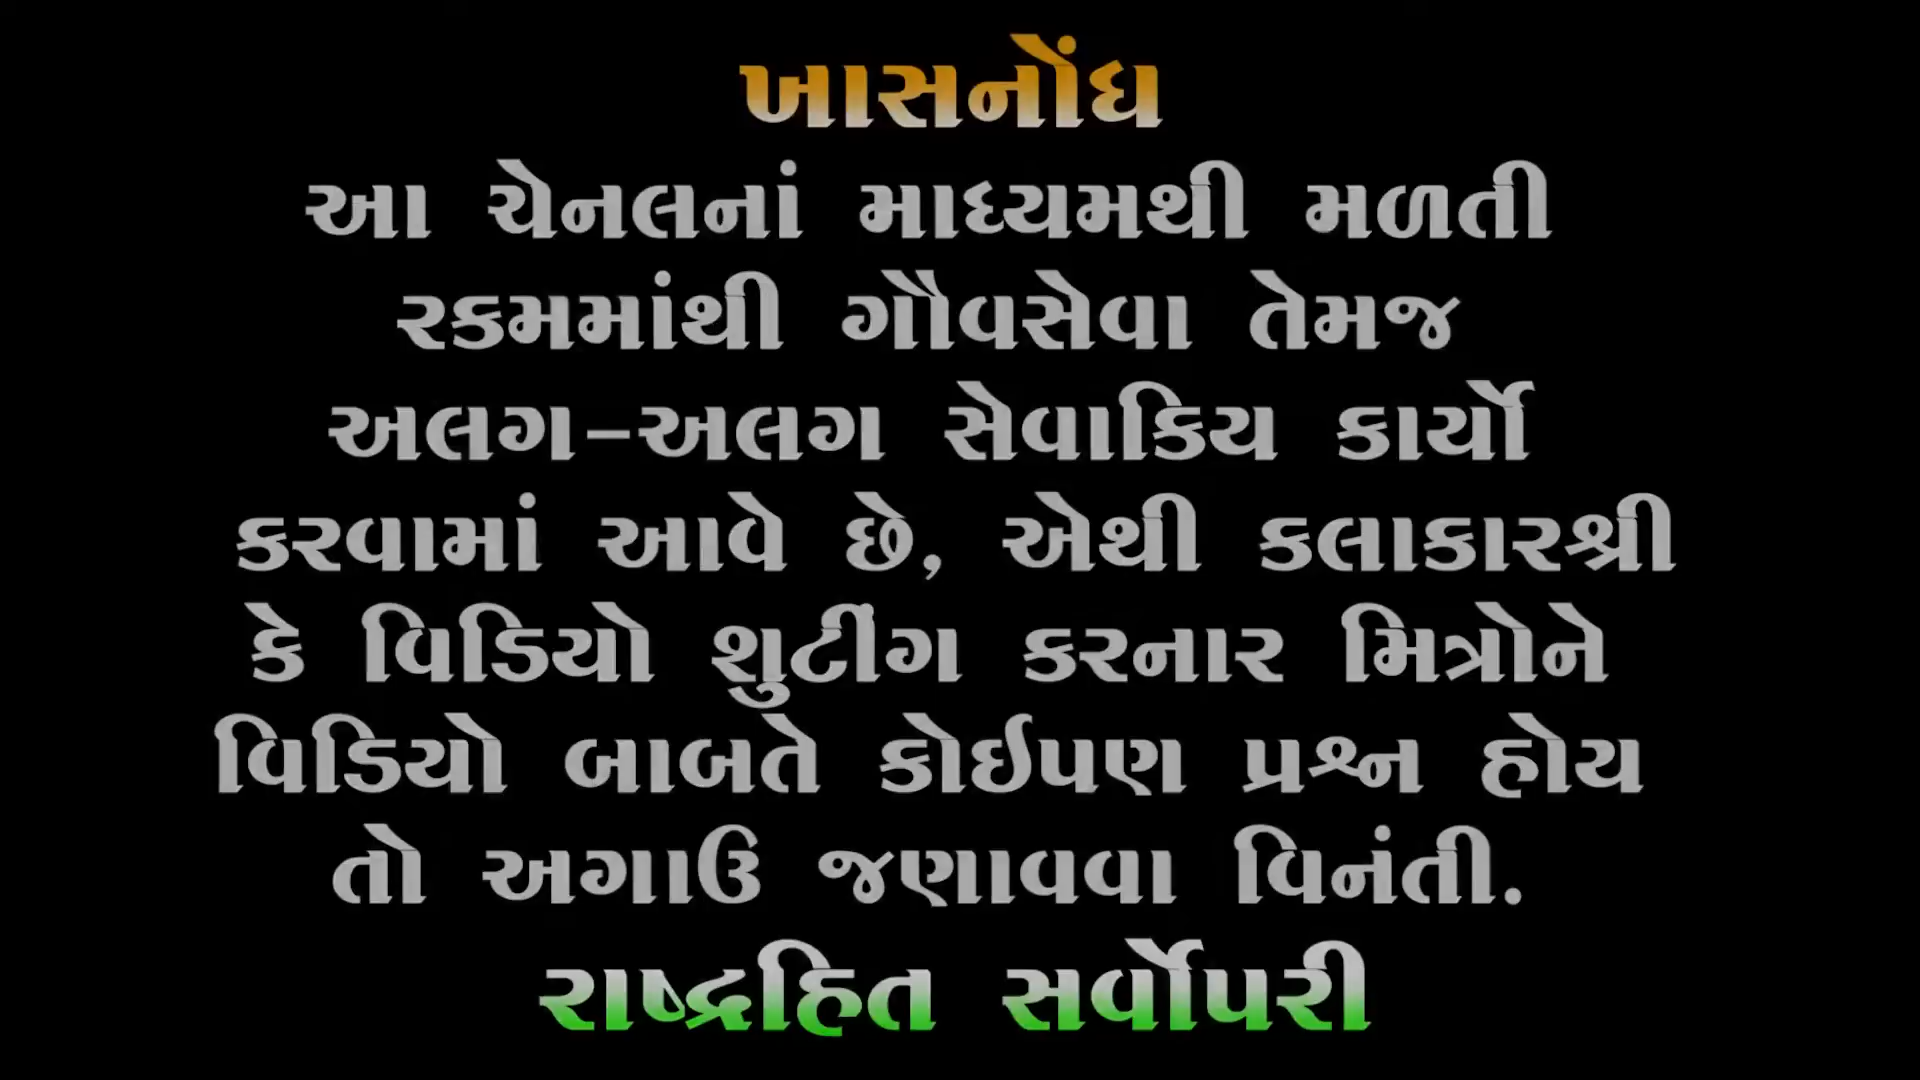 ખાસનોંધ
આ ચેનલનાં માધ્યમથી મળતી
રકમમાંથી ગૌવસેવા તેમજ
અલગ-અલગ સેવાકિય કાર્યો
કરવામાં આવે છે, એથી કલાકારશ્રી
કે વિડિયો શુટીંગ કરનાર મિત્રોને
વિડિયો બાબતે કોઈપણ પ્રશ્ન હોય
તો અગાઉ જણાવવા વિનંતી.
રાષ્દ્રહિત સર્વોપરી